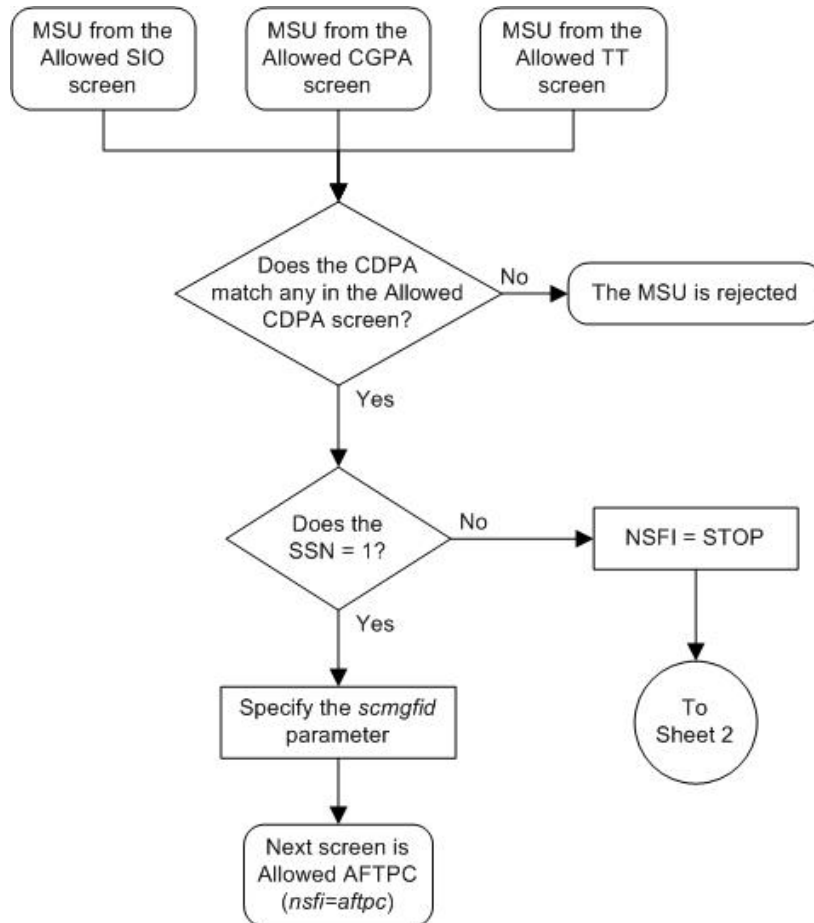 MSU from the
Allowed SIO
screen
MSU from the
Allowed CGPA
screen
MSU from the
Allowed TT
screen
Does the CDPA
match any in the Allowed
CDPA screen?
No
The MSU is rejected
Yes
Does the
SSN = 1?
No
NSFI = STOP
Yes
Specify the scmgfid
parameter
To
Sheet 2
Next screen is
Allowed AFTPC
(nsfi=aftpc)